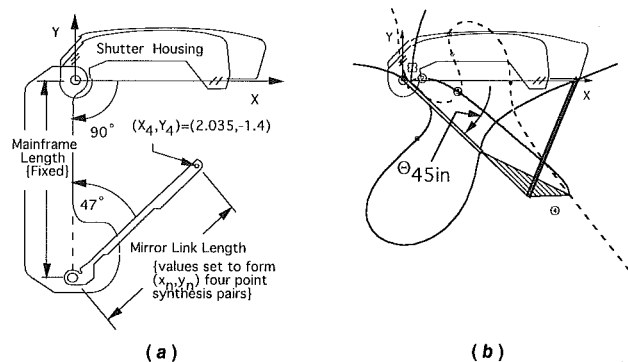 Y
Shutter Housing
X
90°
(X₄,Y₄)=(2.035,-1.4)
Mainframe
Length
{Fixed}
47°
Mirror Link Length
{values set to form
(xₙ,yₙ) four point
synthesis pairs}
(a)
Y
X
Θ45in
(b)